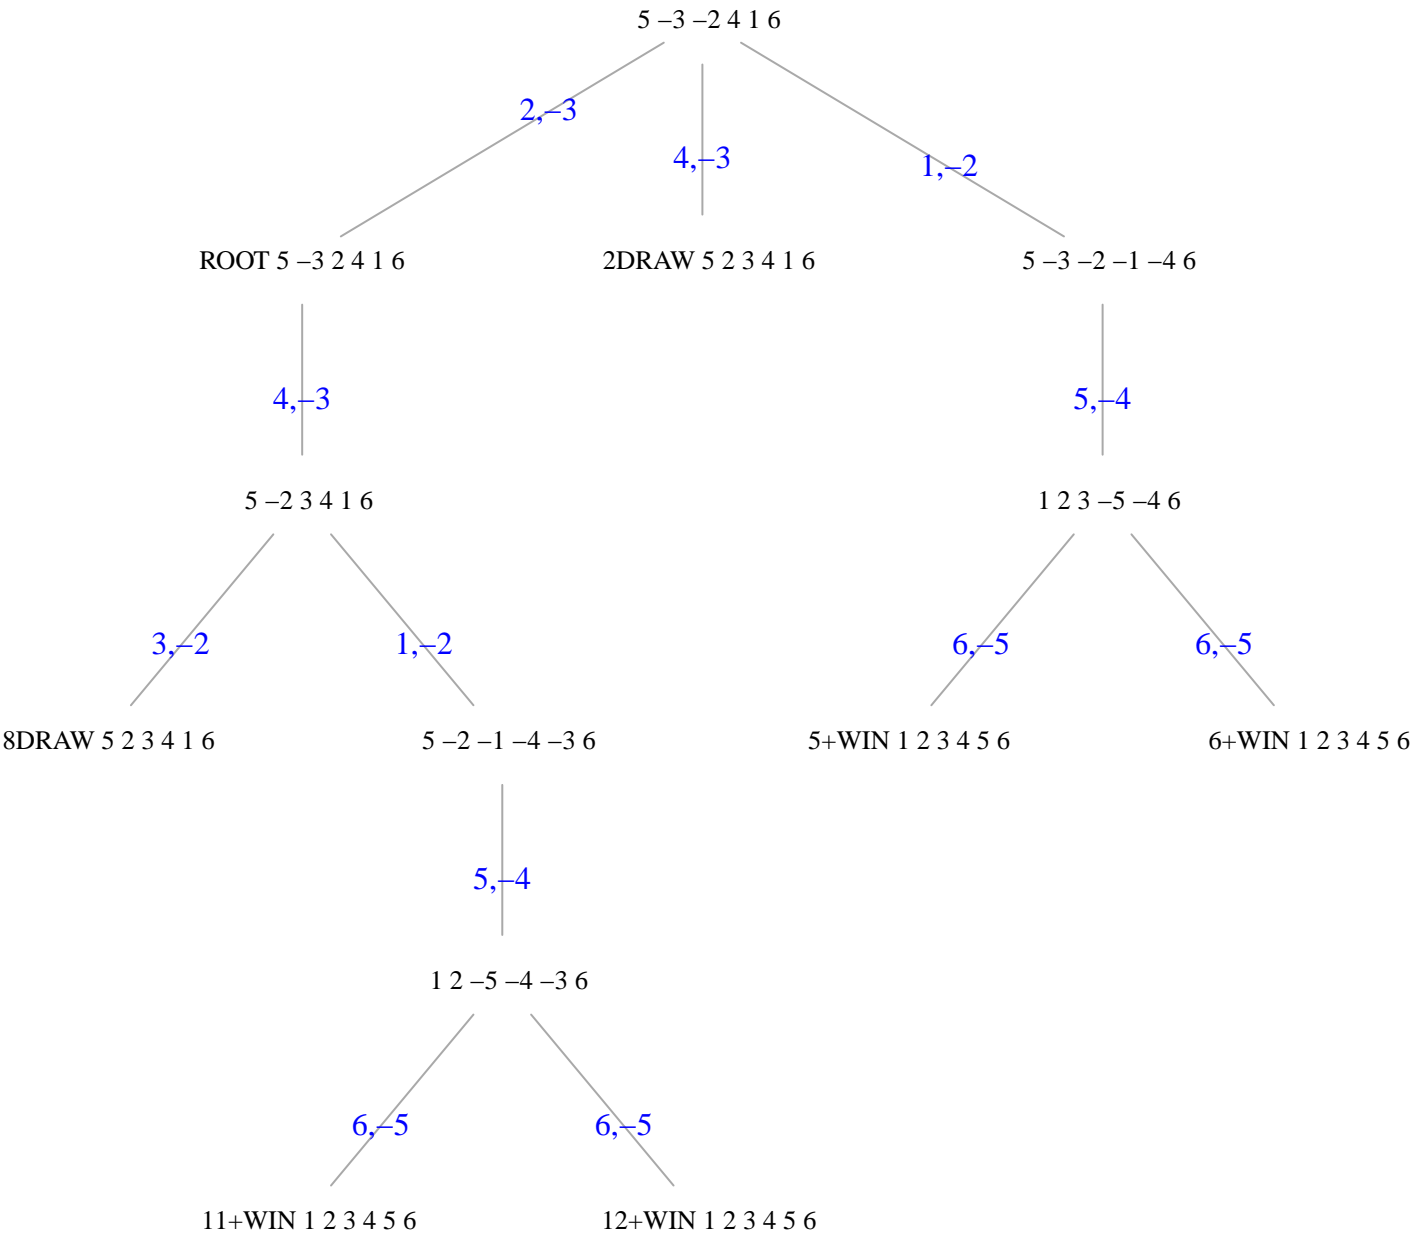 5 –3 –2 4 1 6
2,–3
4,–3
1,–2
ROOT 5 –3 2 4 1 6
2DRAW 5 2 3 4 1 6
5 –3 –2 –1 –4 6
4,–3
5,–4
5 –2 3 4 1 6
1 2 3 –5 –4 6
3,–2
1,–2
6,–5
6,–5
8DRAW 5 2 3 4 1 6
5 –2 –1 –4 –3 6
5+WIN 1 2 3 4 5 6
6+WIN 1 2 3 4 5 6
5,–4
1 2 –5 –4 –3 6
6,–5
6,–5
11+WIN 1 2 3 4 5 6
12+WIN 1 2 3 4 5 6